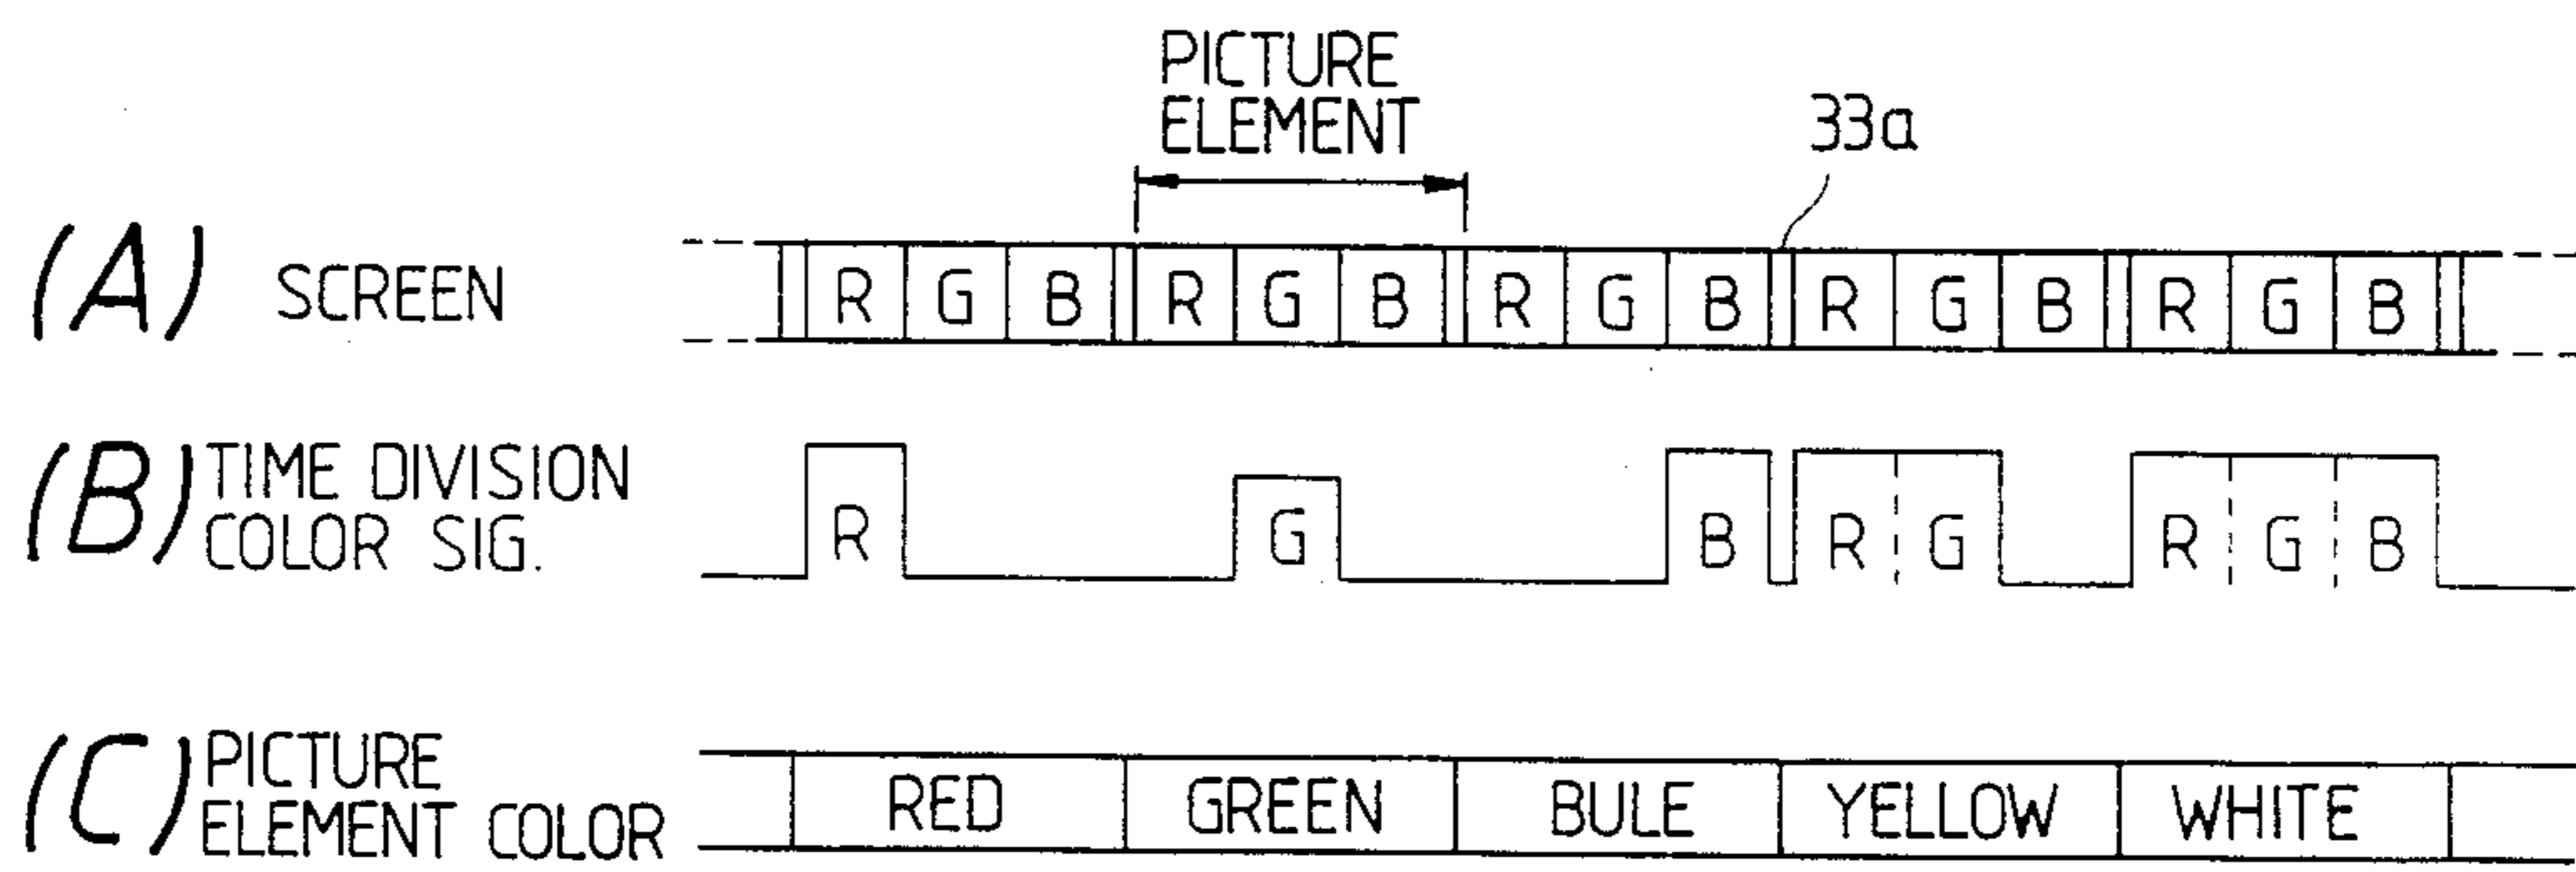 PICTURE
ELEMENT
33a
(A) SCREEN R G B R G B R G B R G B R G B
(B) TIME DIVISION
COLOR SIG. R G B R G R G B
(C) PICTURE
ELEMENT COLOR RED GREEN BULE YELLOW WHITE